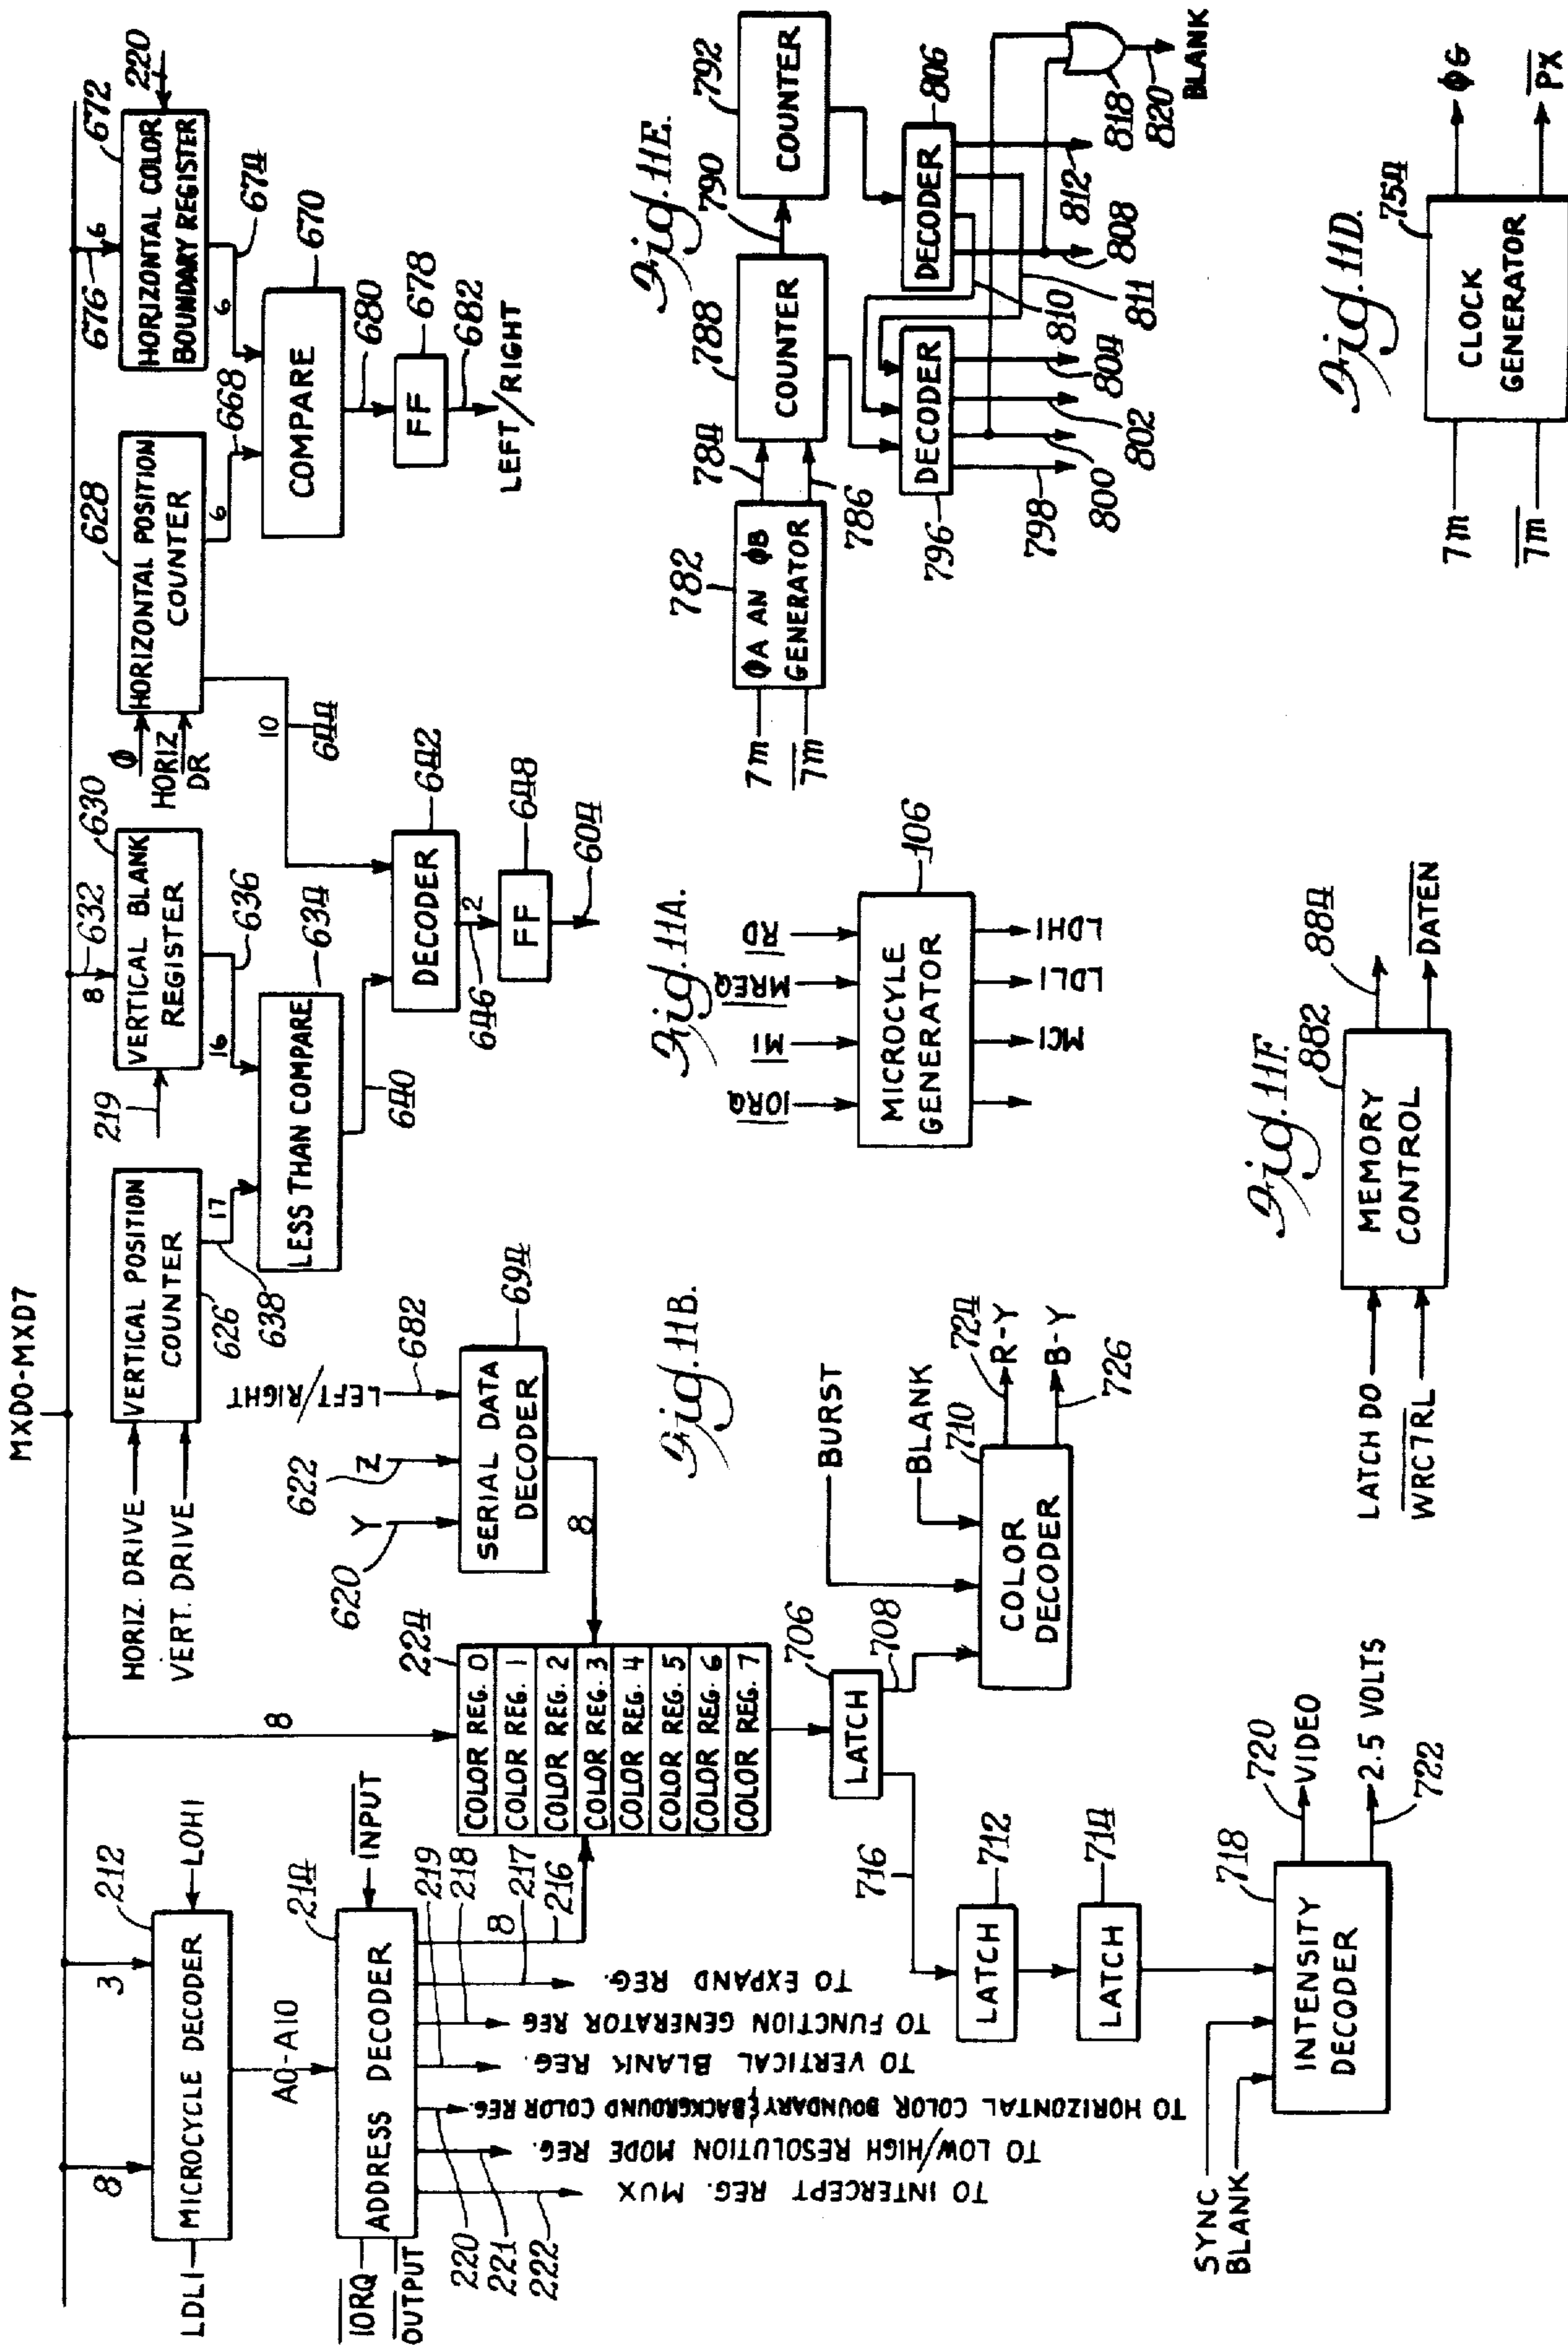 MXD0-MXD7
HORIZ. DRIVE
VERT. DRIVE
VERTICAL POSITION
COUNTER
626
17
638
LESS THAN COMPARE
634
219
8
632
630
VERTICAL BLANK
REGISTER
16
636
640
DECODER
642
646
2
FF
648
604
ϕ
HORIZ
DR
628
HORIZONTAL POSITION
COUNTER
10
644
6
668
676
6
672
220
HORIZONTAL COLOR
BOUNDARY REGISTER
6
674
COMPARE
670
680
FF
678
682
LEFT/RIGHT
8
3
212
LDL1
MICROCYCLE DECODER
LOH1
A0-A10
214
IORQ
OUTPUT
ADDRESS DECODER
INPUT
220
221
222
219
218
217
8
216
TO EXPAND REG.
TO FUNCTION GENERATOR REG
TO VERTICAL BLANK REG.
TO HORIZONTAL COLOR BOUNDARY & BACKGROUND COLOR REG.
TO LOW/HIGH RESOLUTION MODE REG.
TO INTERCEPT REG. MUX
8
224
COLOR REG. 0
COLOR REG. 1
COLOR REG. 2
COLOR REG. 3
COLOR REG. 4
COLOR REG. 5
COLOR REG. 6
COLOR REG. 7
620
Y
622
Z
LEFT/RIGHT
682
SERIAL DATA
DECODER
694
8
Fig. 11B.
706
LATCH
708
716
BURST
BLANK
710
COLOR
DECODER
724
R-Y
B-Y
726
LATCH
712
LATCH
714
SYNC
BLANK
718
INTENSITY
DECODER
720
VIDEO
2.5 VOLTS
722
Fig. 11A.
IORQ
M1
MREQ
RD
MICROCYLE
GENERATOR
106
MC1
LDL1
LDH1
Fig. 11E.
7M
7M
782
ϕA AN ϕB
GENERATOR
784
786
788
COUNTER
790
792
COUNTER
796
DECODER
806
DECODER
798
800
802
804
810
811
808
812
818
820
BLANK
Fig. 11F.
LATCH DO
WRCTRL
MEMORY
CONTROL
882
884
DATEN
Fig. 11D.
7M
7M
CLOCK
GENERATOR
754
ϕG
PX